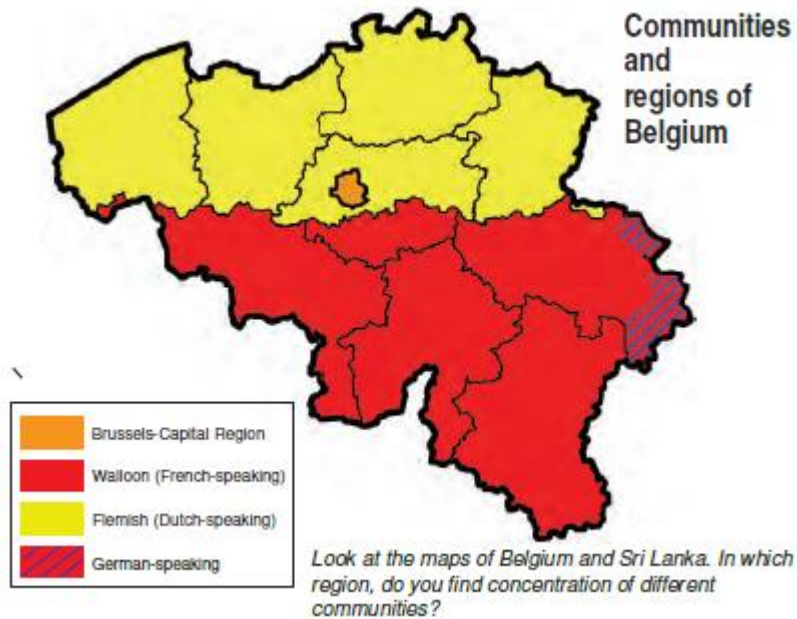 Communities
and
regions of
Belgium
Brussels-Capital Region
Walloon (French-speaking)
Flemish (Dutch-speaking)
German-speaking
Look at the maps of Belgium and Sri Lanka. In which
region, do you find concentration of different
communities?